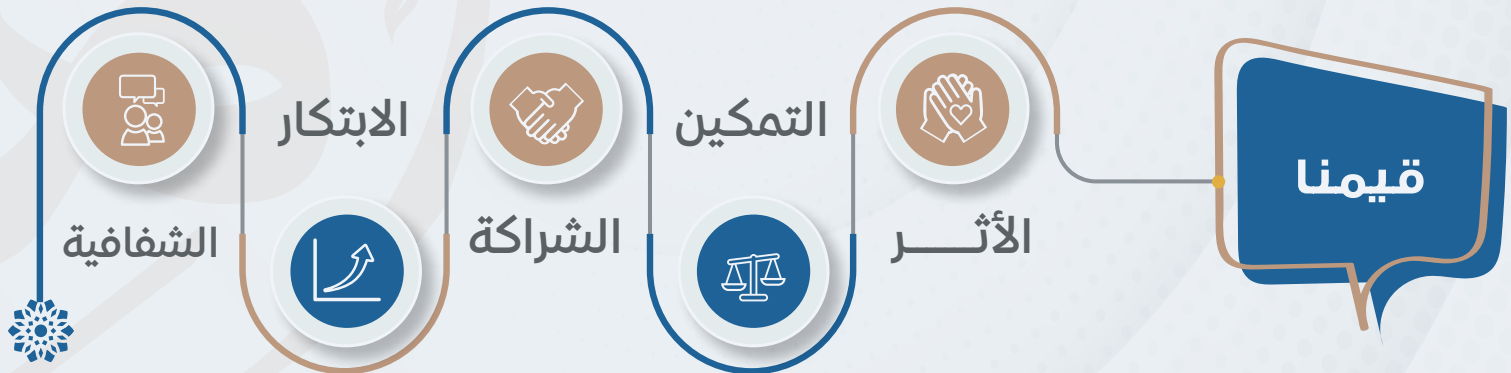 قيمنا
الأثـــــر
التمكين
الشراكة
الابتكار
الشفافية